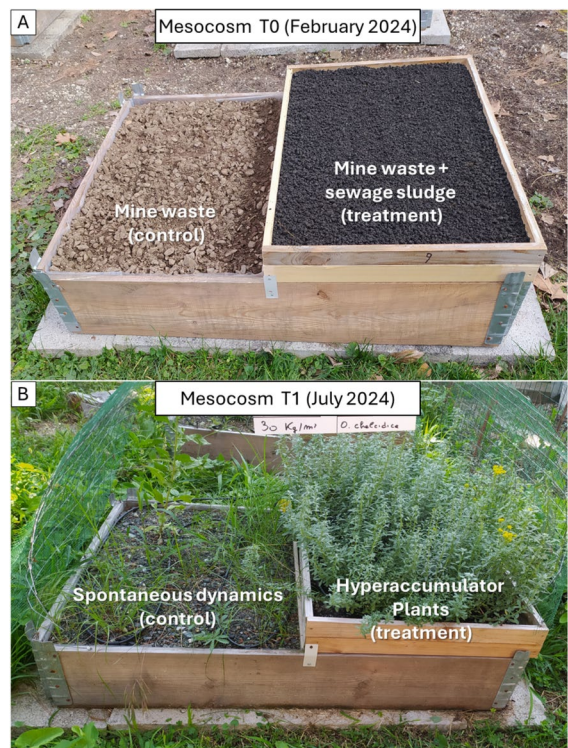 A
Mesocosm T0 (February 2024)
Mine waste
(control)
Mine waste +
sewage sludge
(treatment)
9
B
Mesocosm T1 (July 2024)
30 Kg/m²
O. chalcidica
Spontaneous dynamics
(control)
Hyperaccumulator
Plants
(treatment)